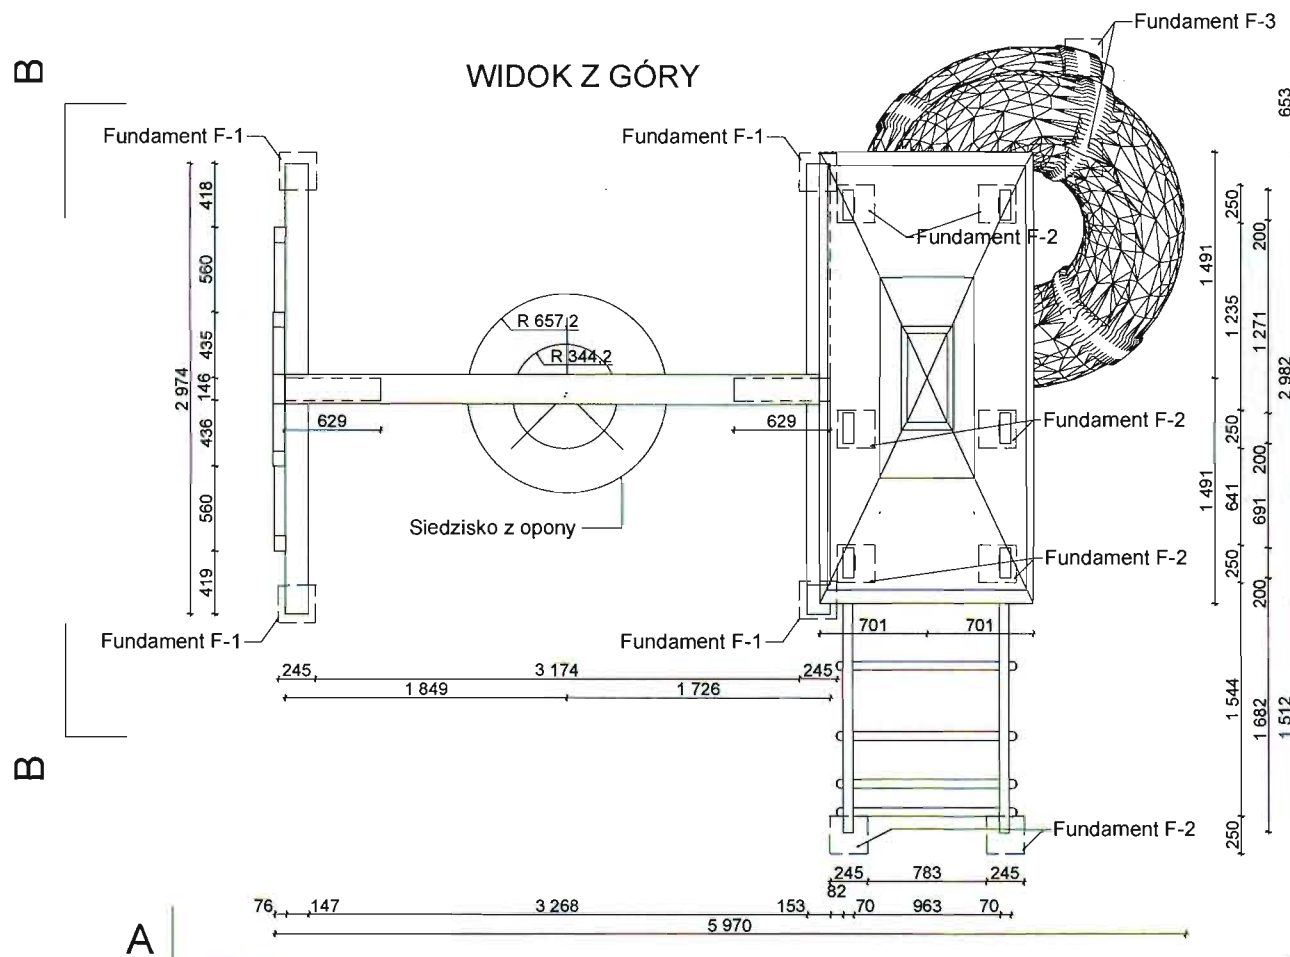 Fundament F-3
B
WIDOK Z GÓRY
653
Fundament F-1
Fundament F-1
418
250
200
Fundament F-2
560
1 491
1 235
1 271
R 657,2
435
R 344,2
2 974
146
2 982
629
629
436
Fundament F-2
250
200
560
1 491
641
691
Siedzisko z opony
250
Fundament F-2
419
200
Fundament F-1
Fundament F-1
701
701
245
3 174
245
1 849
1 726
1 544
1 682
1 512
B
Fundament F-2
250
245
783
245
82
76
147
3 268
153
70
963
70
5 970
A